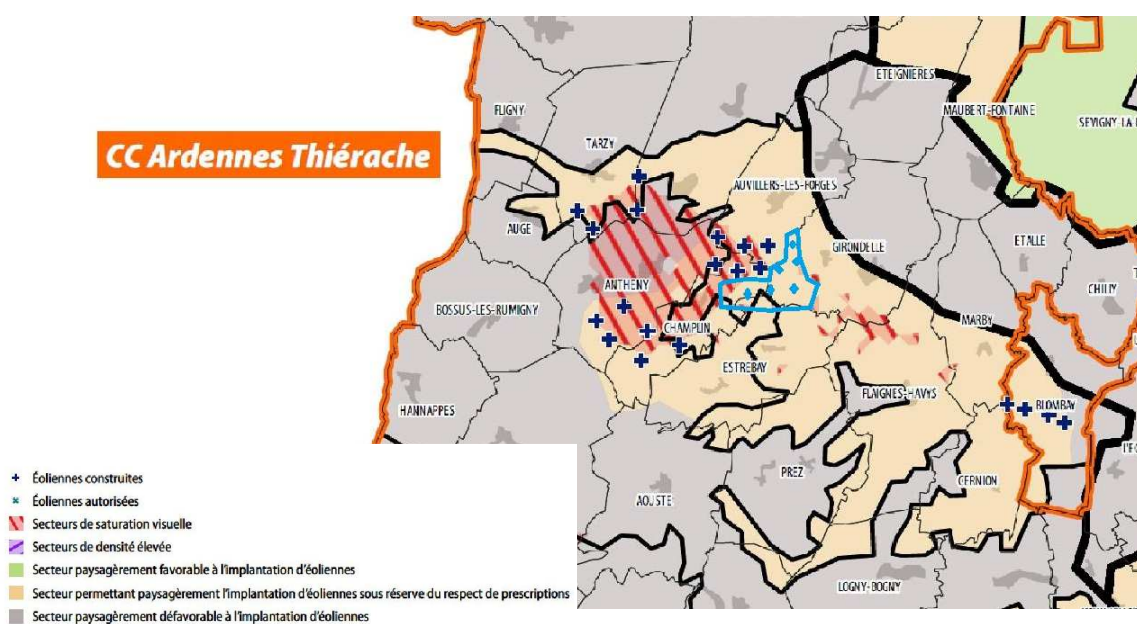 CC Ardennes Thiérache
ETEIGNIERES
MAUBERT-FONTAINE
SEVIGNY-LA
FLIGNY
TARZY
AUVILLERS-LES-FORGES
AUGE
GIRONDELLE
ETALLE
CHILLY
ANTHENY
BOSSUS-LES-RUMIGNY
CHAMPLIN
MARBY
ESTREBAY
FLAIGNES-HAVYS
BLOMBAY
HANNAPPES
PREZ
CERNION
AOUSTE
LOGNY-BOGNY
Éoliennes construites
Éoliennes autorisées
Secteurs de saturation visuelle
Secteurs de densité élevée
Secteur paysagèrement favorable à l'implantation d'éoliennes
Secteur permettant paysagèrement l'implantation d'éoliennes sous réserve du respect de prescriptions
Secteur paysagèrement défavorable à l'implantation d'éoliennes